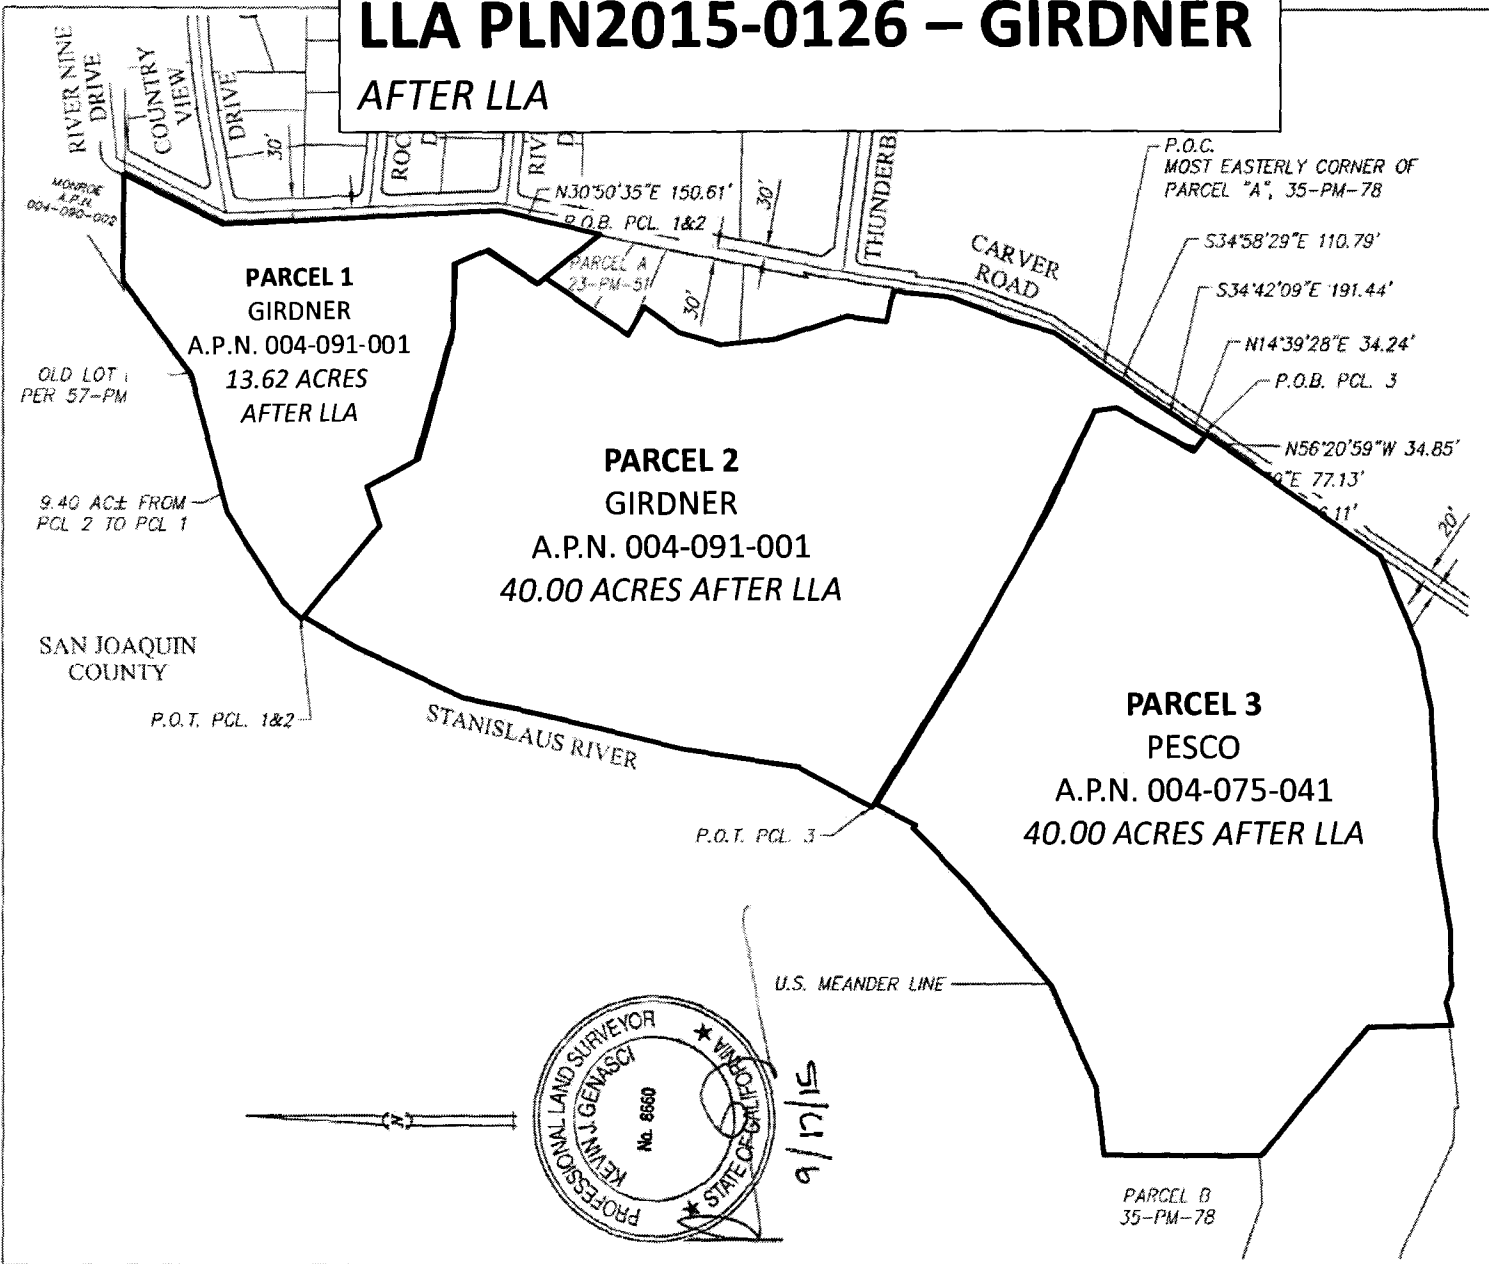 LLA PLN2015-0126 – GIRDNER
AFTER LLA
RIVER NINE
DRIVE
COUNTRY
VIEW
DRIVE
30'
ROC
D
RIV
D
THUNDERB
MONROE
A.P.N.
004-090-002
N30°50'35"E 150.61'
P.O.B. PCL. 1&2
30'
PARCEL A
23-PM-51
30'
CARVER
ROAD
P.O.C.
MOST EASTERLY CORNER OF
PARCEL "A", 35-PM-78
S34°58'29"E 110.79'
S34°42'09"E 191.44'
N14°39'28"E 34.24'
P.O.B. PCL. 3
N56°20'59"W 34.85'
"E 77.13'
6.11'
20'
PARCEL 1
GIRDNER
A.P.N. 004-091-001
13.62 ACRES
AFTER LLA
OLD LOT
PER 57-PM
9.40 AC± FROM
PCL 2 TO PCL 1
PARCEL 2
GIRDNER
A.P.N. 004-091-001
40.00 ACRES AFTER LLA
SAN JOAQUIN
COUNTY
P.O.T. PCL. 1&2
STANISLAUS RIVER
PARCEL 3
PESCO
A.P.N. 004-075-041
40.00 ACRES AFTER LLA
P.O.T. PCL. 3
U.S. MEANDER LINE
N
PROFESSIONAL LAND SURVEYOR
KEVIN J. GENASCI
No. 8660
STATE OF CALIFORNIA
9/17/15
PARCEL B
35-PM-78